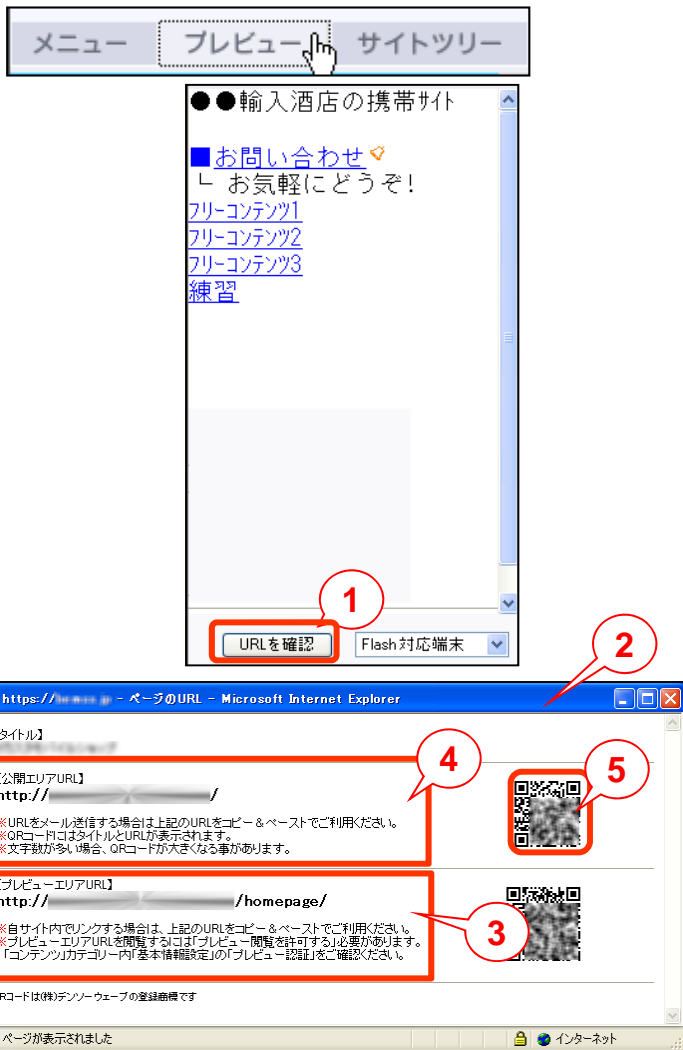 メニュー プレビュー サイトツリー
●●輸入酒店の携帯ｻｲﾄ
■お問い合わせ
└ お気軽にどうぞ!
ﾌﾘｰｺﾝﾃﾝﾂ1
ﾌﾘｰｺﾝﾃﾝﾂ2
ﾌﾘｰｺﾝﾃﾝﾂ3
練習
1
URLを確認 Flash対応端末
2
https:// - ページのURL - Microsoft Internet Explorer
タイトル】
4
5
公開エリアURL】
http:// /
※URLをメール送信する場合は上記のURLをコピー＆ペーストでご利用ください。
※QRコードにはタイトルとURLが表示されます。
※文字数が多い場合、QRコードが大きくなる事があります。
プレビューエリアURL】
http:// /homepage/
※自サイト内でリンクする場合は、上記のURLをコピー＆ペーストでご利用ください。
※プレビューエリアURLを閲覧するには「プレビュー閲覧を許可する」必要があります。
「コンテンツ」カテゴリー内「基本情報設定」の「プレビュー認証」をご確認ください。
3
Rコードは(株)デンソーウェーブの登録商標です
ページが表示されました インターネット